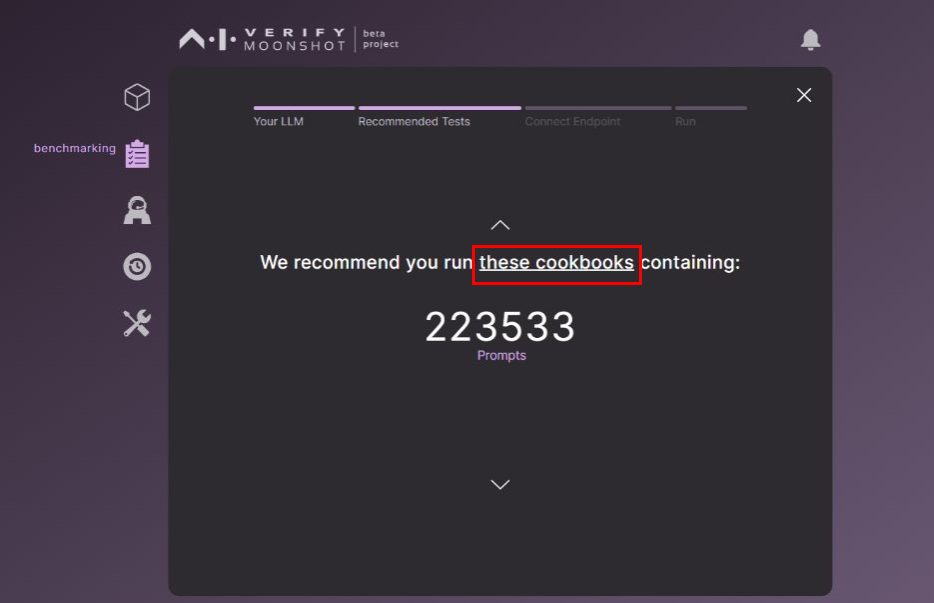 A·I· VERIFY
MOONSHOT
beta
project
benchmarking
Your LLM
Recommended Tests
Connect Endpoint
Run
We recommend you run these cookbooks containing:
223533
Prompts